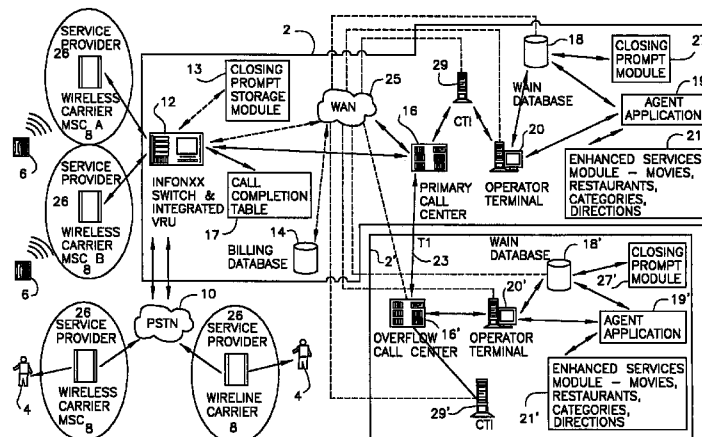 SERVICE
PROVIDER
26
WIRELESS
CARRIER
MSC A
8
6
SERVICE
PROVIDER
26
WIRELESS
CARRIER
MSC B
8
6
2
13
CLOSING
PROMPT
STORAGE
MODULE
12
INFONXX
SWITCH &
INTEGRATED
VRU
CALL
COMPLETION
TABLE
17
BILLING
DATABASE
14
WAN
25
16
PRIMARY
CALL
CENTER
29
CTI
20
OPERATOR
TERMINAL
18
WAIN
DATABASE
27
CLOSING
PROMPT
MODULE
19
AGENT
APPLICATION
21
ENHANCED SERVICES
MODULE – MOVIES,
RESTAURANTS,
CATEGORIES,
DIRECTIONS
T1
23
2'
WAIN
DATABASE
18'
CLOSING
PROMPT
MODULE
27'
20'
19'
AGENT
APPLICATION
OVERFLOW
CALL CENTER
16'
OPERATOR
TERMINAL
29'
CTI
ENHANCED SERVICES
MODULE – MOVIES,
RESTAURANTS,
CATEGORIES,
DIRECTIONS
21'
PSTN
10
26
SERVICE
PROVIDER
WIRELESS
CARRIER
MSC
8
4
26
SERVICE
PROVIDER
WIRELINE
CARRIER
8
4